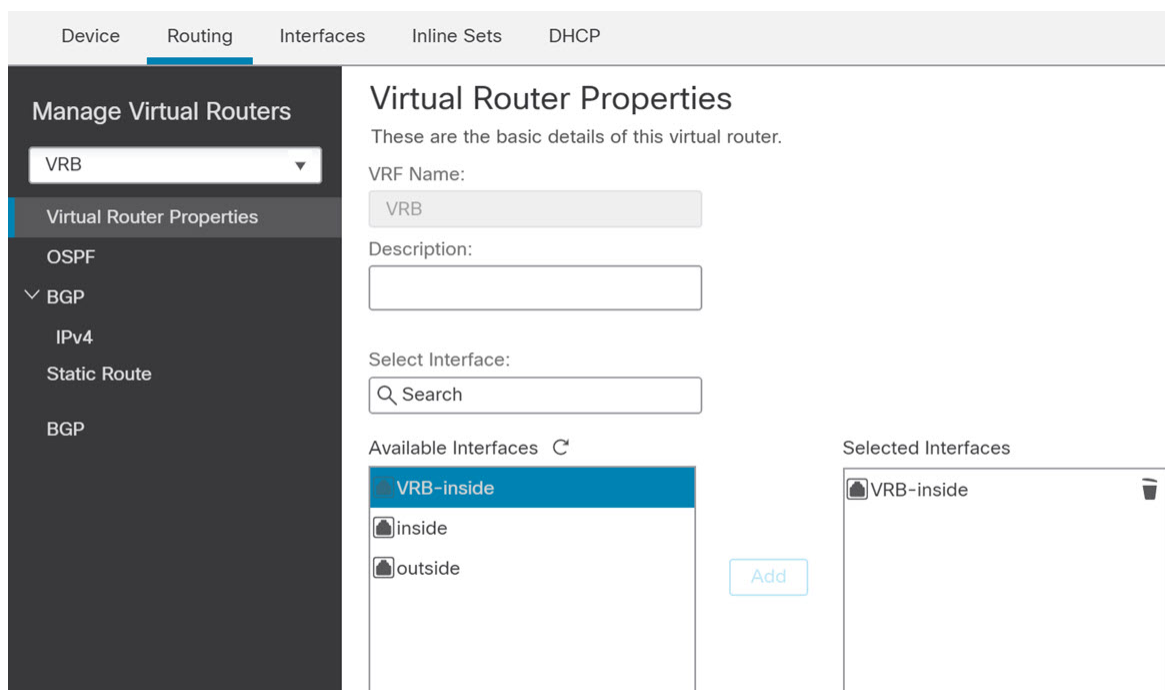 Device Routing Interfaces Inline Sets DHCP
Manage Virtual Routers
VRB
Virtual Router Properties
OSPF
BGP
IPv4
Static Route
BGP
Virtual Router Properties
These are the basic details of this virtual router.
VRF Name:
VRB
Description:
Select Interface:
Search
Available Interfaces
VRB-inside
inside
outside
Add
Selected Interfaces
VRB-inside